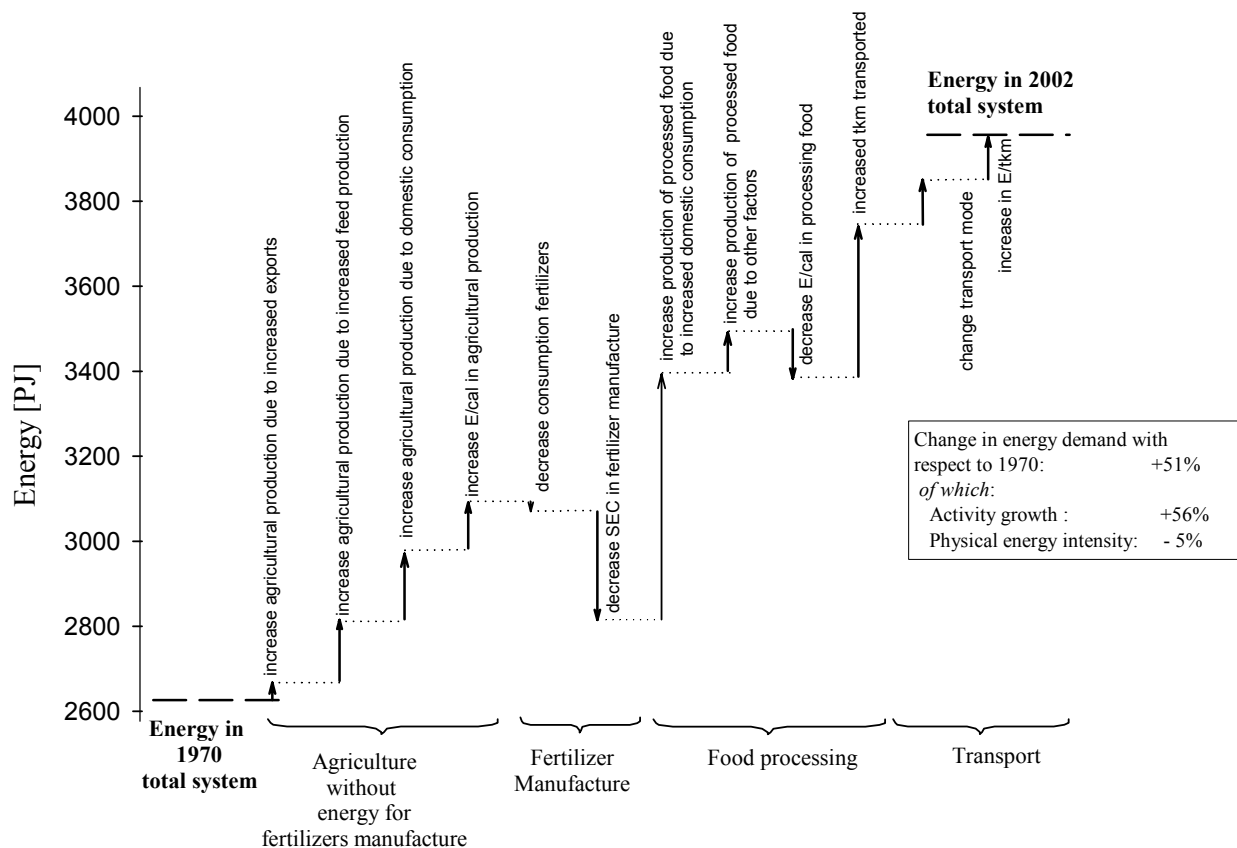 Energy [PJ]
4000
3800
3600
3400
3200
3000
2800
2600
Energy in
1970
total system
increase agricultural production due to increased exports
increase agricultural production due to increased feed production
increase agricultural production due to domestic consumption
increase E/cal in agricultural production
decrease consumption fertilizers
decrease SEC in fertilizer manufacture
increase production of processed food due
to increased domestic consumption
increase production of processed food
due to other factors
decrease E/cal in processing food
increased tkm transported
change transport mode
increase in E/tkm
Energy in 2002
total system
Change in energy demand with
respect to 1970: +51%
of which:
Activity growth : +56%
Physical energy intensity: - 5%
Agriculture
without
energy for
fertilizers manufacture
Fertilizer
Manufacture
Food processing
Transport